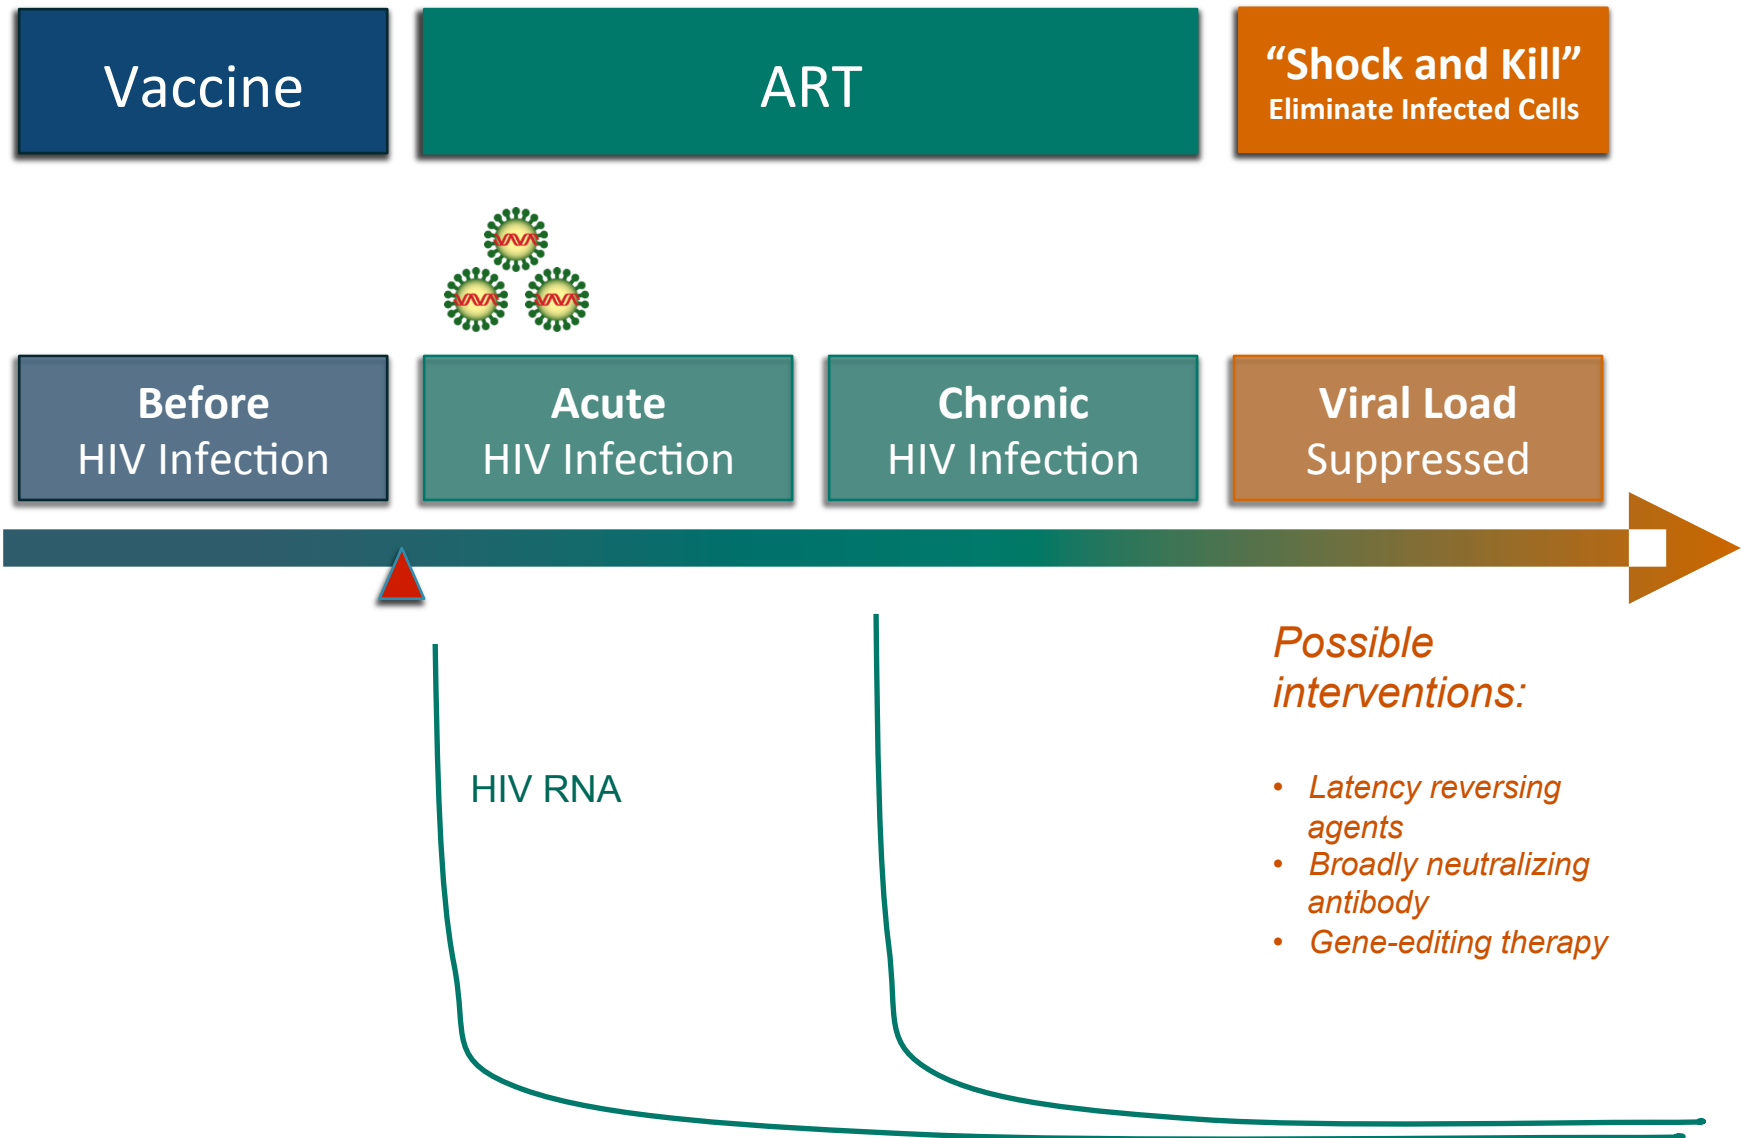 Vaccine
ART
“Shock and Kill”
Eliminate Infected Cells
Before
HIV Infection
Acute
HIV Infection
Chronic
HIV Infection
Viral Load
Suppressed
HIV RNA
Possible
interventions:
• Latency reversing
agents
• Broadly neutralizing
antibody
• Gene-editing therapy